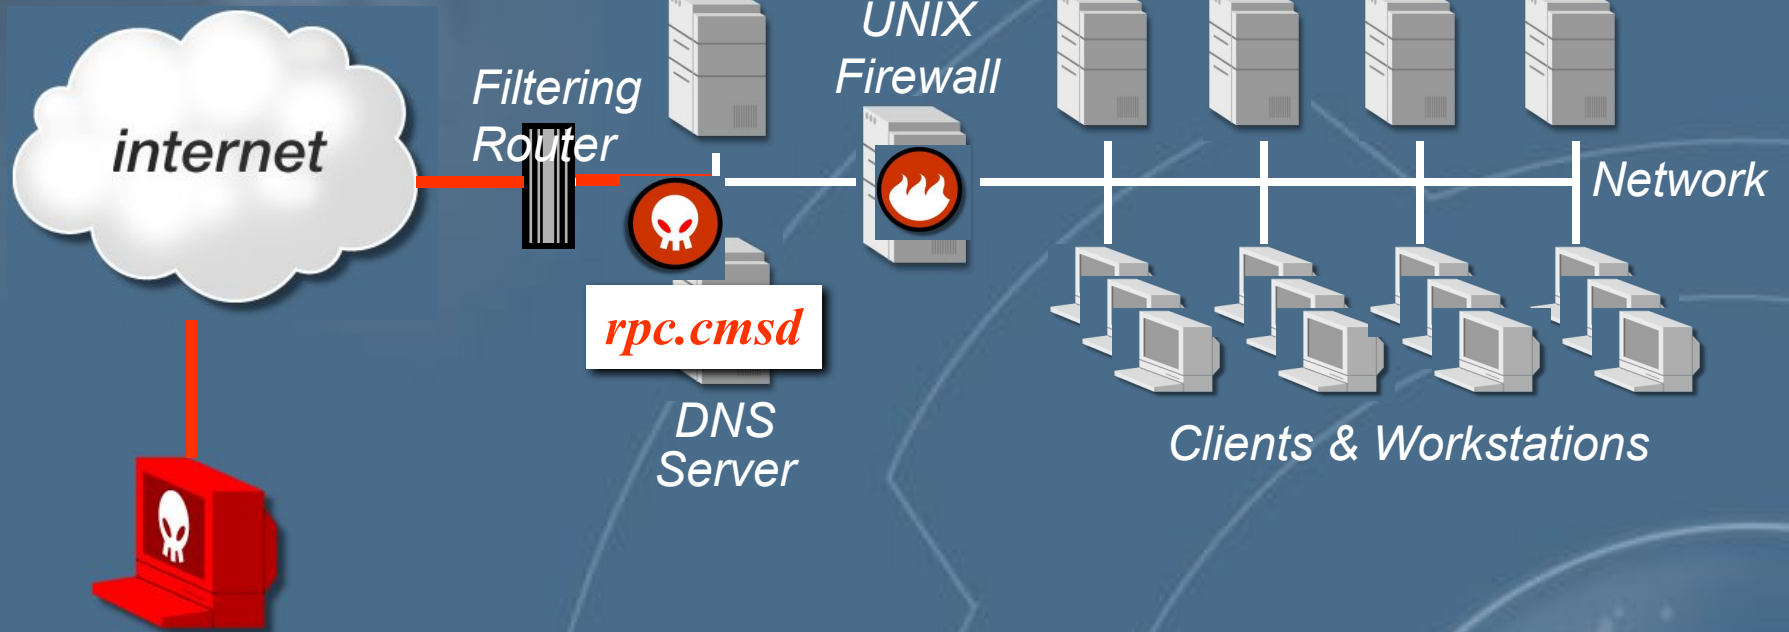 internet
Filtering
Router
UNIX
Firewall
Network
rpc.cmsd
DNS
Server
Clients & Workstations